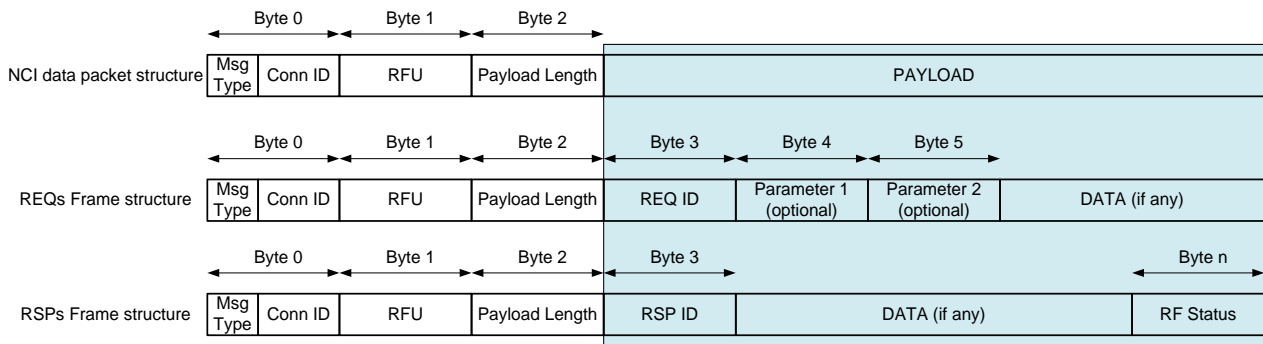 Byte 0 Byte 1 Byte 2
NCI data packet structure Msg Type Conn ID RFU Payload Length PAYLOAD
Byte 0 Byte 1 Byte 2 Byte 3 Byte 4 Byte 5
REQs Frame structure Msg Type Conn ID RFU Payload Length REQ ID Parameter 1 (optional) Parameter 2 (optional) DATA (if any)
Byte 0 Byte 1 Byte 2 Byte 3 Byte n
RSPs Frame structure Msg Type Conn ID RFU Payload Length RSP ID DATA (if any) RF Status